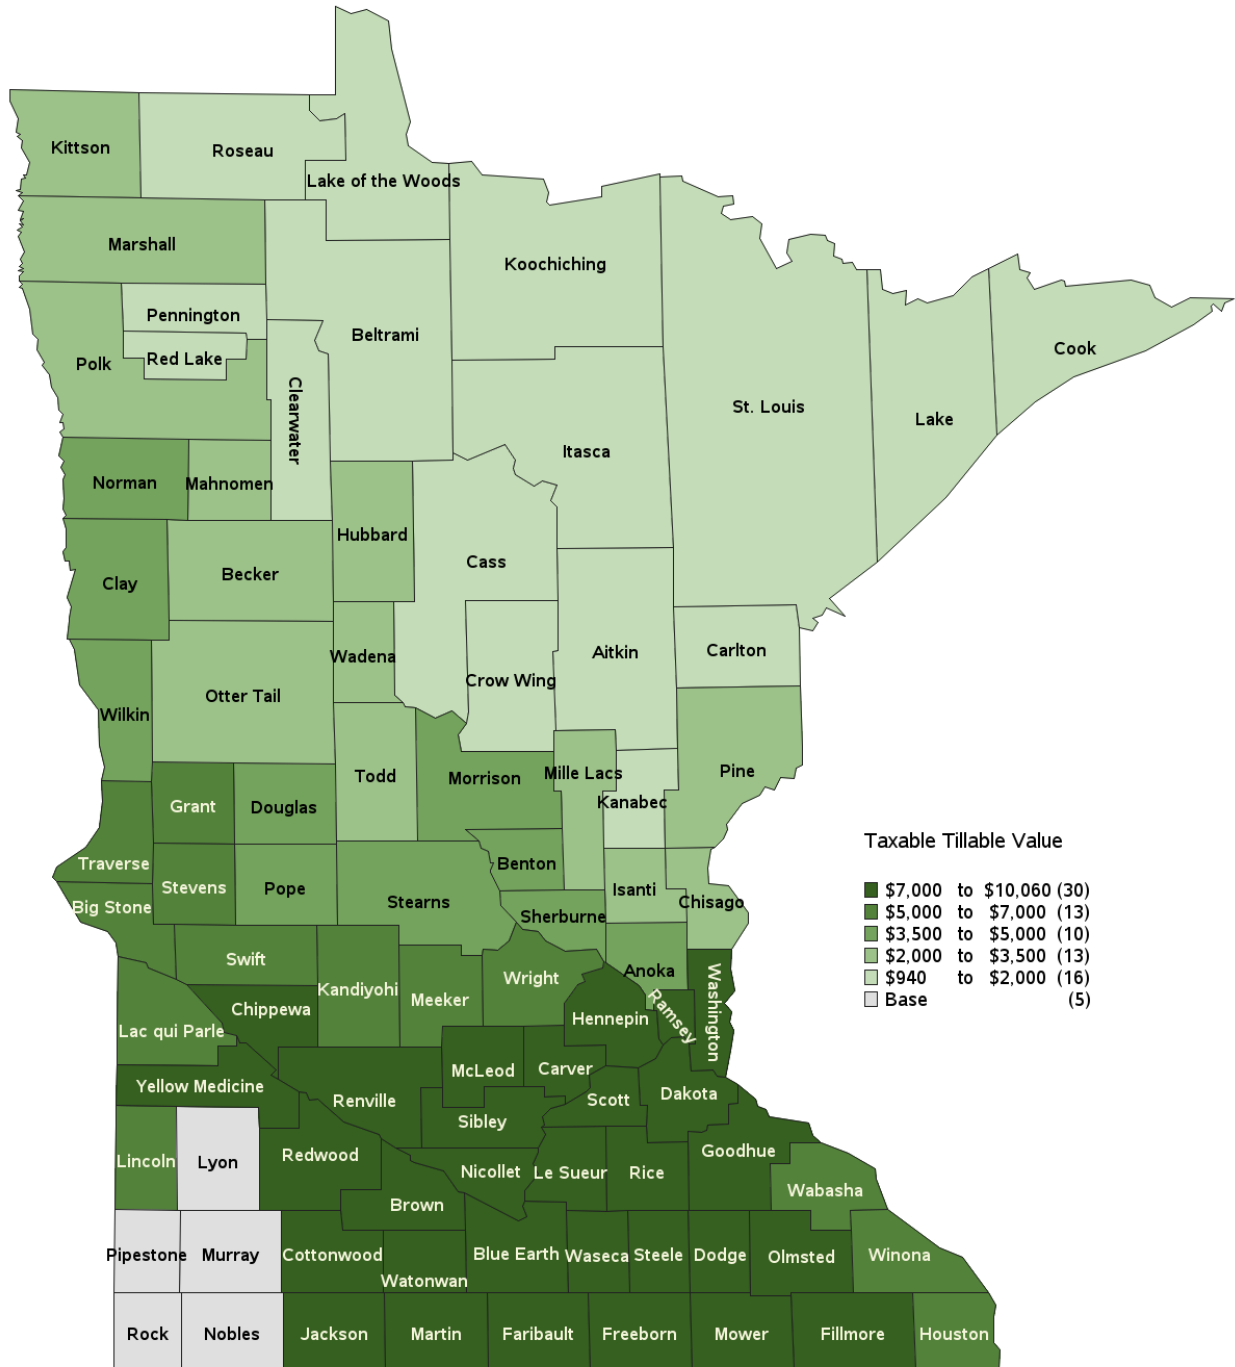 Kittson
Roseau
Lake of the Woods
Marshall
Koochiching
Pennington
Beltrami
Cook
Red Lake
Polk
St. Louis
Clearwater
Lake
Itasca
Norman
Mahnomen
Hubbard
Cass
Becker
Clay
Aitkin
Carlton
Wadena
Crow Wing
Otter Tail
Wilkin
Pine
Mille Lacs
Todd
Morrison
Kanabec
Grant
Douglas
Traverse
Benton
Stevens
Pope
Isanti
Stearns
Chisago
Big Stone
Sherburne
Swift
Anoka
Wright
Kandiyohi
Meeker
Washington
Chippewa
Ramsey
Hennepin
Lac qui Parle
McLeod
Carver
Yellow Medicine
Dakota
Renville
Scott
Sibley
Goodhue
Redwood
Lincoln
Lyon
Nicollet
Le Sueur
Rice
Wabasha
Brown
Pipestone
Murray
Cottonwood
Blue Earth
Waseca
Steele
Dodge
Olmsted
Winona
Watonwan
Rock
Nobles
Jackson
Martin
Faribault
Freeborn
Mower
Fillmore
Houston
Taxable Tillable Value
$7,000 to $10,060 (30)
$5,000 to $7,000 (13)
$3,500 to $5,000 (10)
$2,000 to $3,500 (13)
$940 to $2,000 (16)
Base (5)